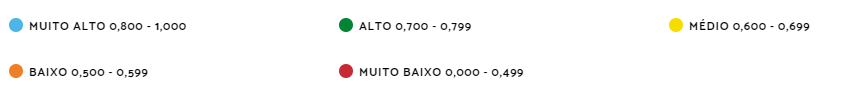 MUITO ALTO 0,800 - 1,000
ALTO 0,700 - 0,799
MÉDIO 0,600 - 0,699
BAIXO 0,500 - 0,599
MUITO BAIXO 0,000 - 0,499